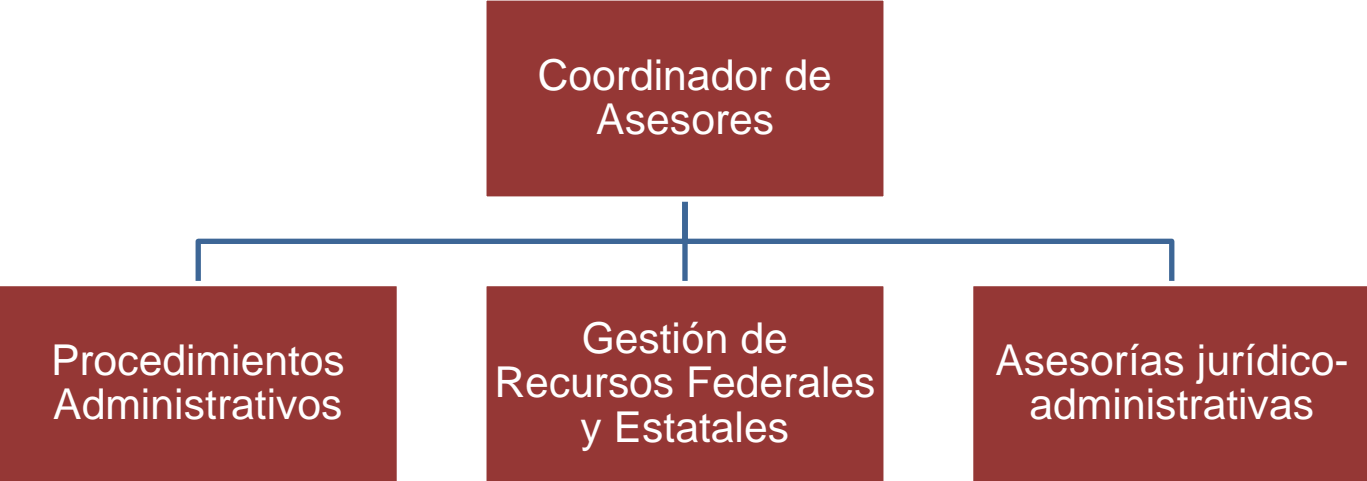 Coordinador de
Asesores
Procedimientos
Administrativos
Gestión de
Recursos Federales
y Estatales
Asesorías jurídico-
administrativas